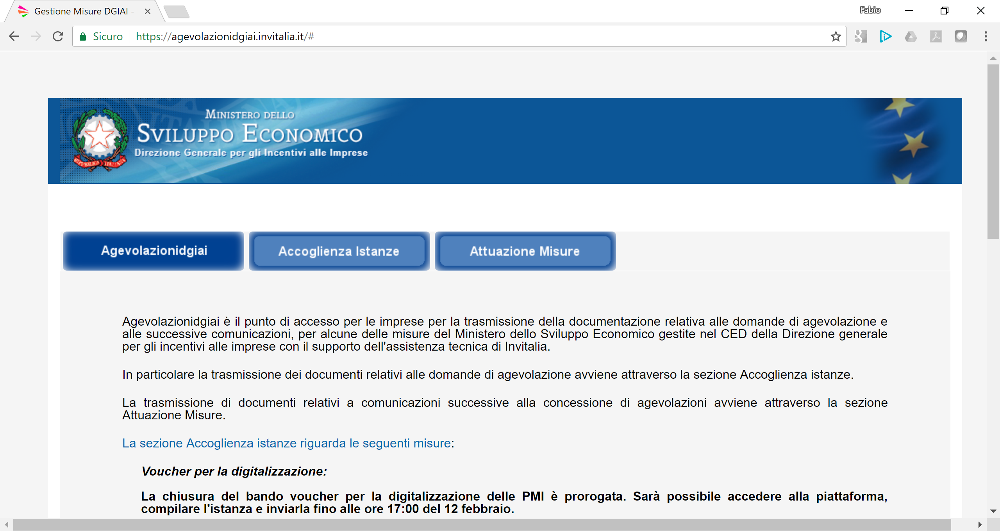 Gestione Misure DGIAI -
Fabio
Sicuro
https://agevolazionidgiai.invitalia.it/#
MINISTERO DELLO
SVILUPPO ECONOMICO
Direzione Generale per gli Incentivi alle Imprese
Agevolazionidgiai
Accoglienza Istanze
Attuazione Misure
Agevolazionidgiai è il punto di accesso per le imprese per la trasmissione della documentazione relativa alle domande di agevolazione e
alle successive comunicazioni, per alcune delle misure del Ministero dello Sviluppo Economico gestite nel CED della Direzione generale
per gli incentivi alle imprese con il supporto dell'assistenza tecnica di Invitalia.
In particolare la trasmissione dei documenti relativi alle domande di agevolazione avviene attraverso la sezione Accoglienza istanze.
La trasmissione di documenti relativi a comunicazioni successive alla concessione di agevolazioni avviene attraverso la sezione
Attuazione Misure.
La sezione Accoglienza istanze riguarda le seguenti misure:
Voucher per la digitalizzazione:
La chiusura del bando voucher per la digitalizzazione delle PMI è prorogata. Sarà possibile accedere alla piattaforma,
compilare l'istanza e inviarla fino alle ore 17:00 del 12 febbraio.